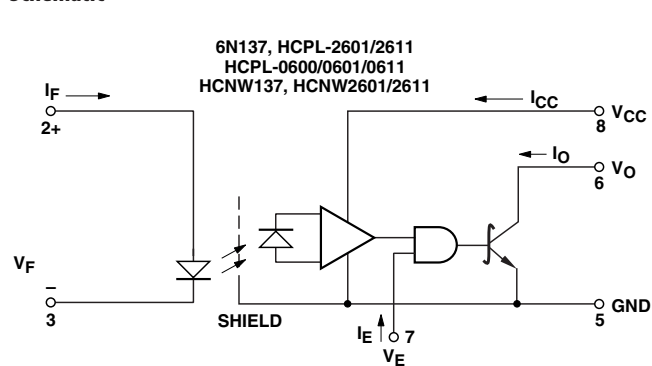 6N137, HCPL-2601/2611
HCPL-0600/0601/0611
HCNW137, HCNW2601/2611
IF
2+
ICC
VCC
8
IO
VO
6
VF
–
3
SHIELD
IE
7
VE
GND
5